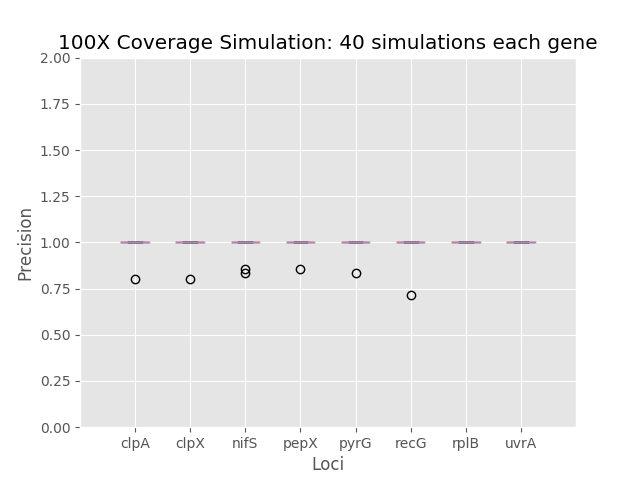 100X Coverage Simulation: 40 simulations each gene
2.00
1.75
1.50
1.25
1.00
0.75
0.50
0.25
0.00
Precision
clpA clpX nifS pepX pyrG recG rplB uvrA
Loci